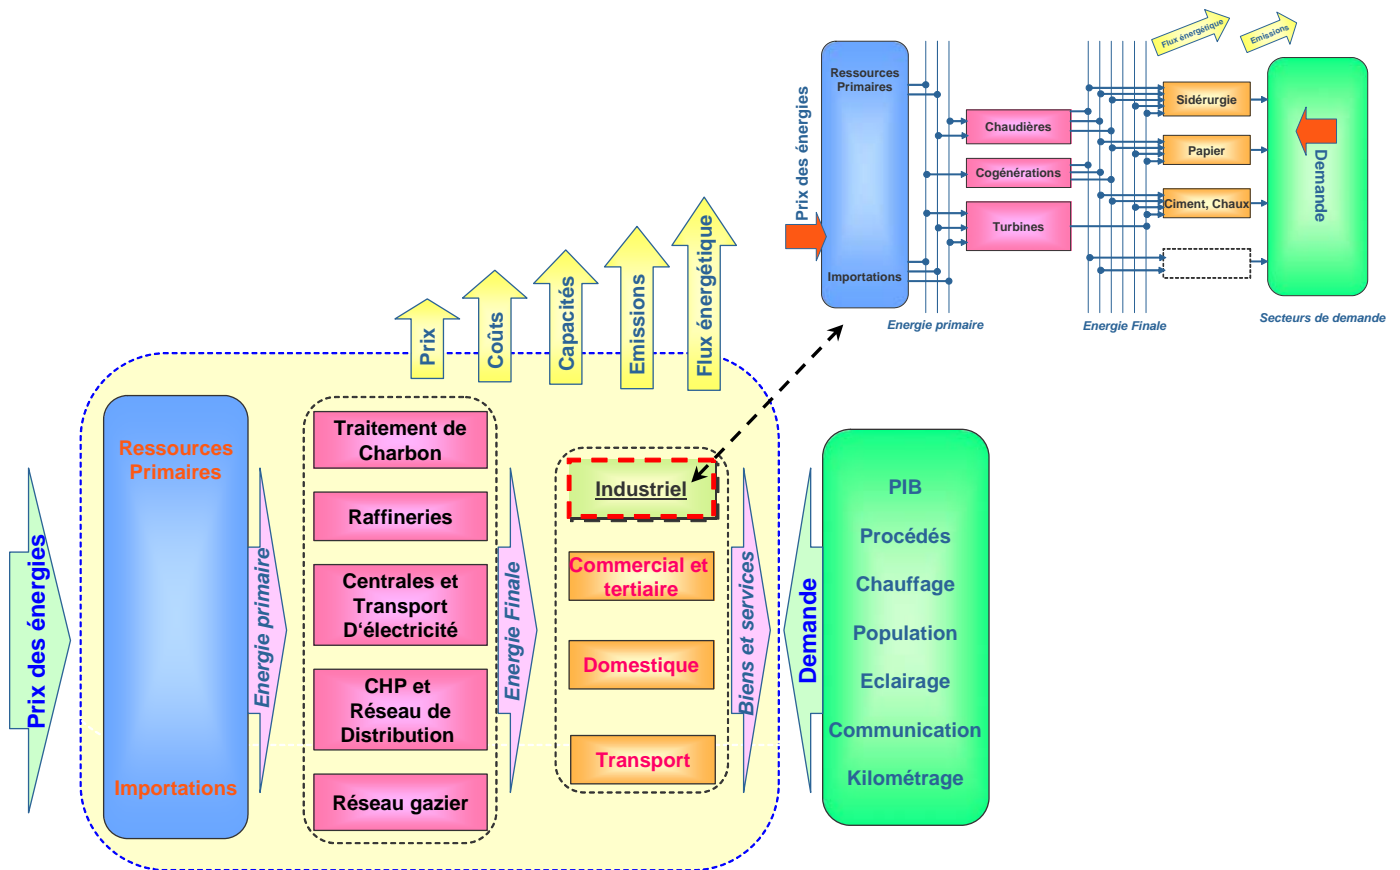 Flux énergétique
Emissions
Prix des énergies
Ressources
Primaires
Importations
Chaudières
Cogénérations
Turbines
Sidérurgie
Papier
Ciment, Chaux
Demande
Energie primaire
Energie Finale
Secteurs de demande
Prix
Coûts
Capacités
Emissions
Flux énergétique
Prix des énergies
Ressources
Primaires
Importations
Energie primaire
Traitement de
Charbon
Raffineries
Centrales et
Transport
D‘électricité
CHP et
Réseau de
Distribution
Réseau gazier
Energie Finale
Industriel
Commercial et
tertiaire
Domestique
Transport
Biens et services
Demande
PIB
Procédés
Chauffage
Population
Eclairage
Communication
Kilométrage